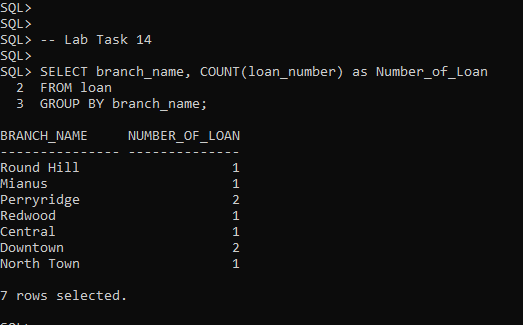 SQL>
SQL>
SQL> -- Lab Task 14
SQL>
SQL> SELECT branch_name, COUNT(loan_number) as Number_of_Loan
  2  FROM loan
  3  GROUP BY branch_name;

BRANCH_NAME     NUMBER_OF_LOAN
--------------- --------------
Round Hill                   1
Mianus                       1
Perryridge                   2
Redwood                      1
Central                      1
Downtown                     2
North Town                   1

7 rows selected.

SQL>